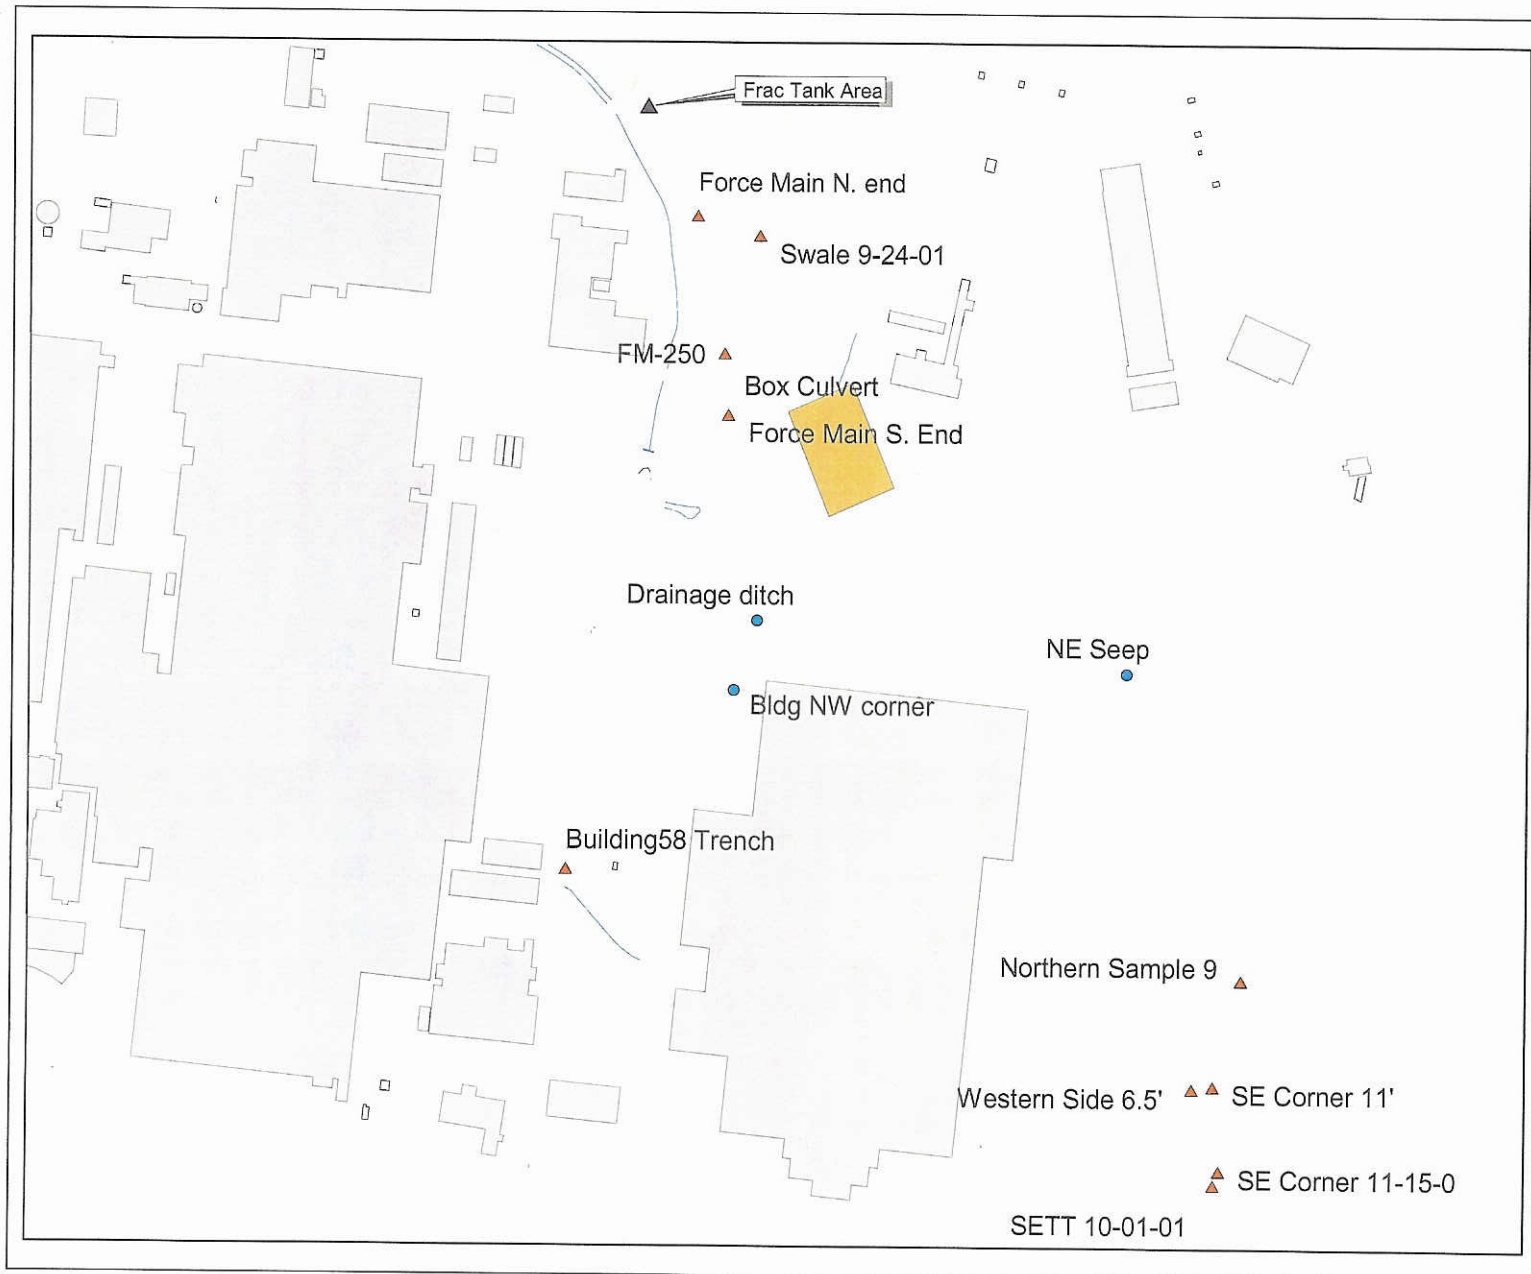 Frac Tank Area
Force Main N. end
Swale 9-24-01
FM-250
Box Culvert
Force Main S. End
Drainage ditch
NE Seep
Bldg NW corner
Building58 Trench
Northern Sample 9
Western Side 6.5'
SE Corner 11'
SE Corner 11-15-0
SETT 10-01-01